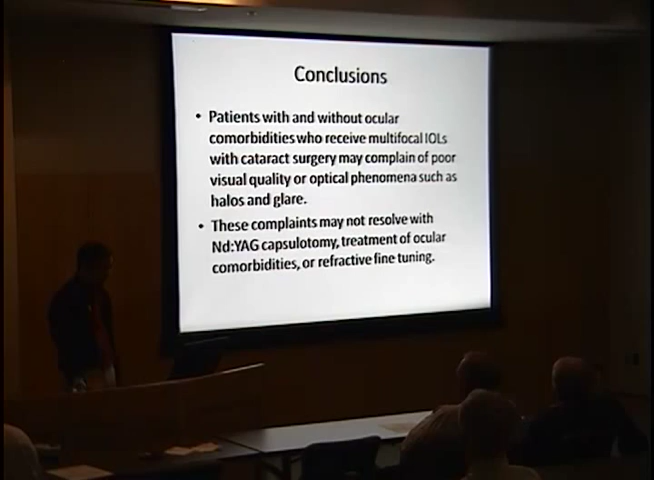 Conclusions
• Patients with and without ocular
comorbidities who receive multifocal IOLs
with cataract surgery may complain of poor
visual quality or optical phenomena such as
halos and glare.
• These complaints may not resolve with
Nd:YAG capsulotomy, treatment of ocular
comorbidities, or refractive fine tuning.